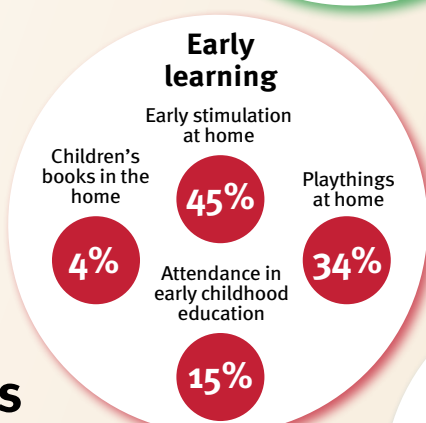 Early
learning
Early stimulation
at home
45%
Children's
books in the
home
4%
Playthings
at home
34%
Attendance in
early childhood
education
15%
s